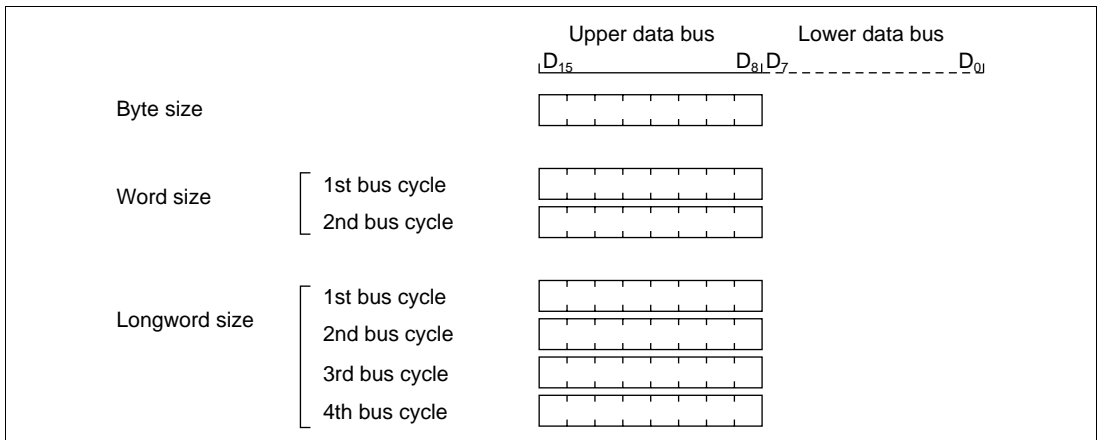 Upper data bus Lower data bus
D15 D8 D7 D0
Byte size
Word size
1st bus cycle
2nd bus cycle
Longword size
1st bus cycle
2nd bus cycle
3rd bus cycle
4th bus cycle